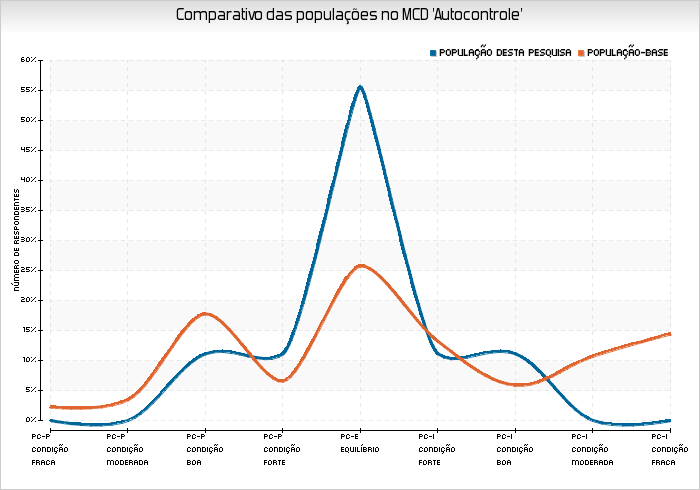 Comparativo das populações no MCD 'Autocontrole'
POPULAÇÃO DESTA PESQUISA POPULAÇÃO-BASE
60%
55%
50%
45%
40%
35%
30%
25%
20%
15%
10%
5%
0%
NÚMERO DE RESPONDENTES
PC-P PC-P PC-P PC-P PC-E PC-I PC-I PC-I PC-I
CONDIÇÃO CONDIÇÃO CONDIÇÃO CONDIÇÃO EQUILÍBRIO CONDIÇÃO CONDIÇÃO CONDIÇÃO CONDIÇÃO
FRACA MODERADA BOA FORTE FORTE BOA MODERADA FRACA